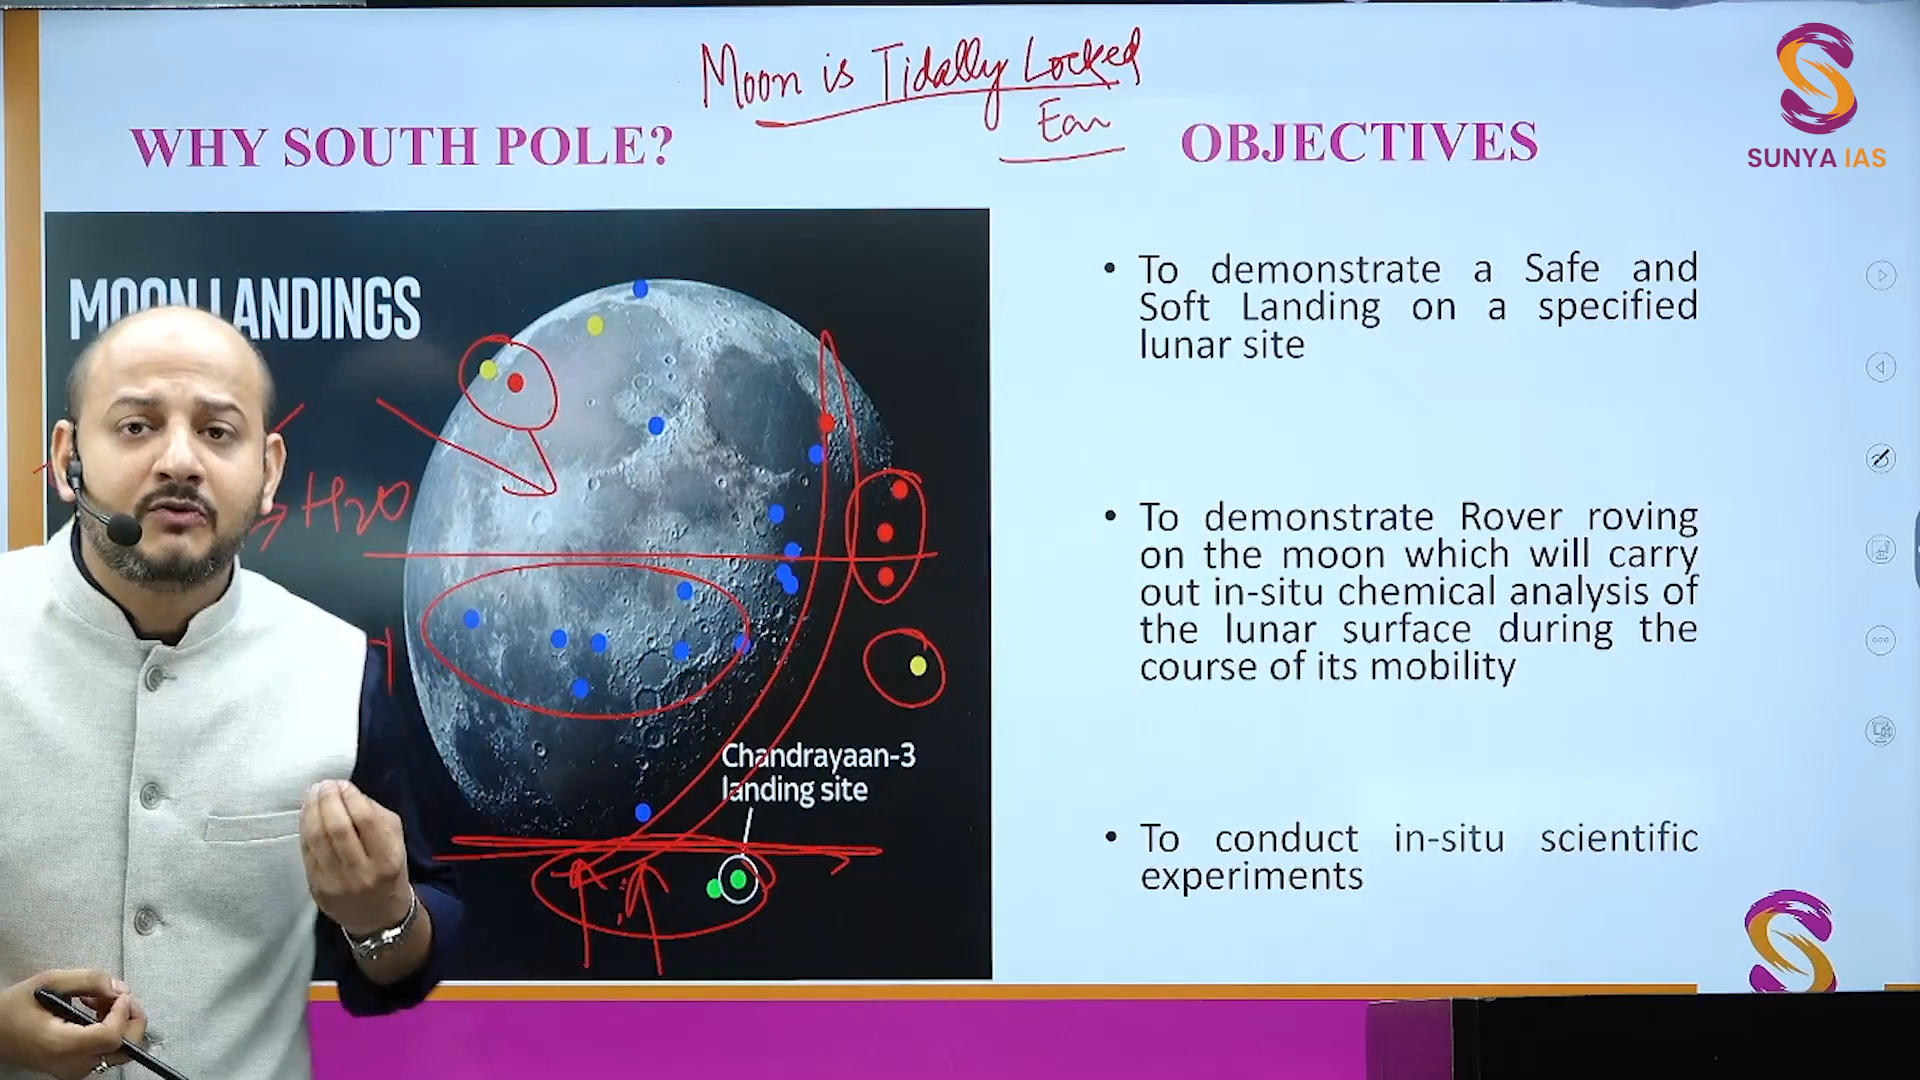 Moon is Tidally Locked
Ear
WHY SOUTH POLE?
OBJECTIVES
SUNYA IAS
MOON LANDINGS
H2O
Chandrayaan-3
landing site
• To demonstrate a Safe and
Soft Landing on a specified
lunar site
• To demonstrate Rover roving
on the moon which will carry
out in-situ chemical analysis of
the lunar surface during the
course of its mobility
• To conduct in-situ scientific
experiments